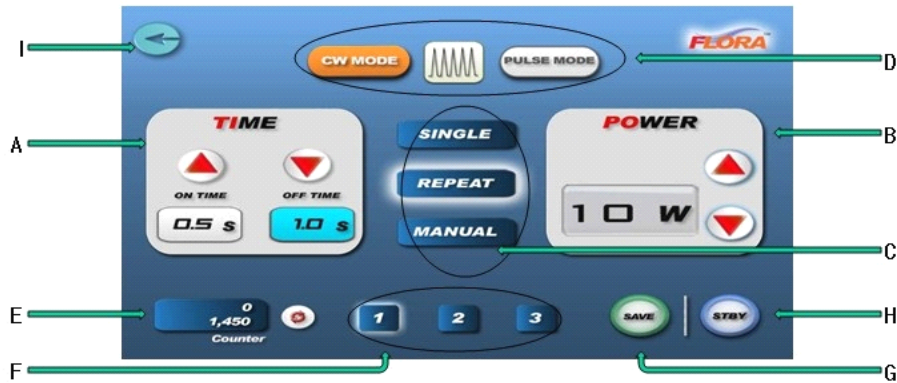 I
CW MODE
PULSE MODE
FLORA™
D
A
TIME
ON TIME
OFF TIME
0.5 s
1.0 s
SINGLE
REPEAT
MANUAL
POWER
10 W
B
C
E
0
1,450
Counter
1
2
3
SAVE
STBY
H
F
G